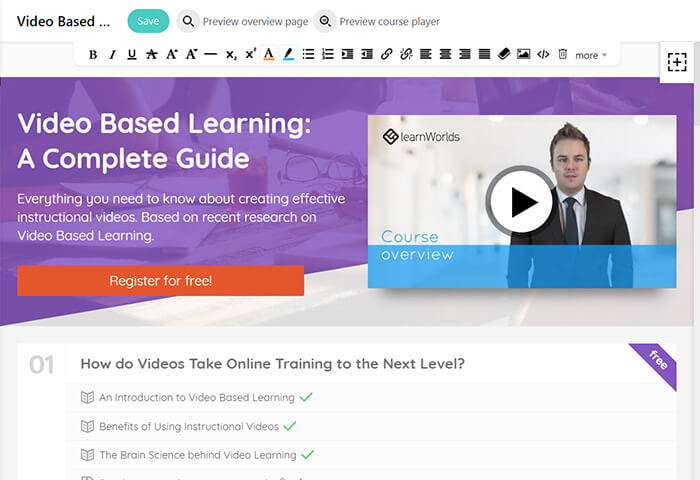 Video Based ...
Save
Preview overview page
Preview course player
more
Video Based Learning:
A Complete Guide
Everything you need to know about creating effective
instructional videos. Based on recent research on
Video Based Learning.
Register for free!
learnWorlds
Course
overview
01
How do Videos Take Online Training to the Next Level?
free
An Introduction to Video Based Learning
Benefits of Using Instructional Videos
The Brain Science behind Video Learning